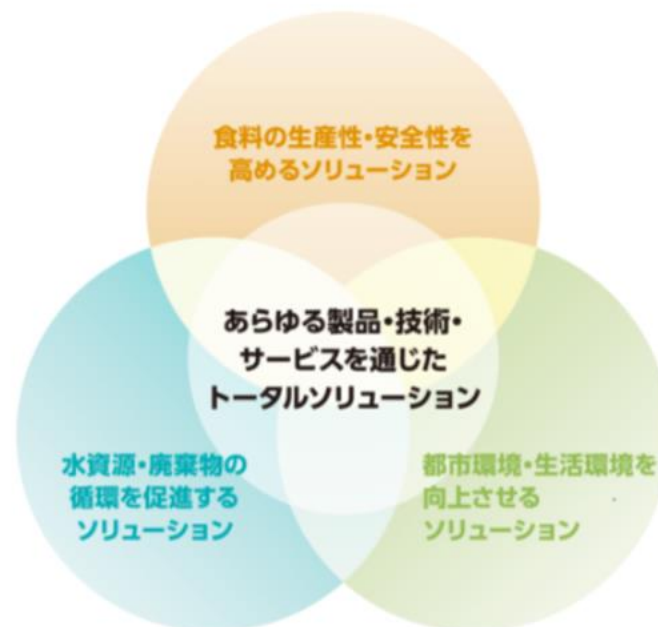 食料の生産性・安全性を
高めるソリューション
あらゆる製品・技術・
サービスを通じた
トータルソリューション
水資源・廃棄物の
循環を促進する
ソリューション
都市環境・生活環境を
向上させる
ソリューション